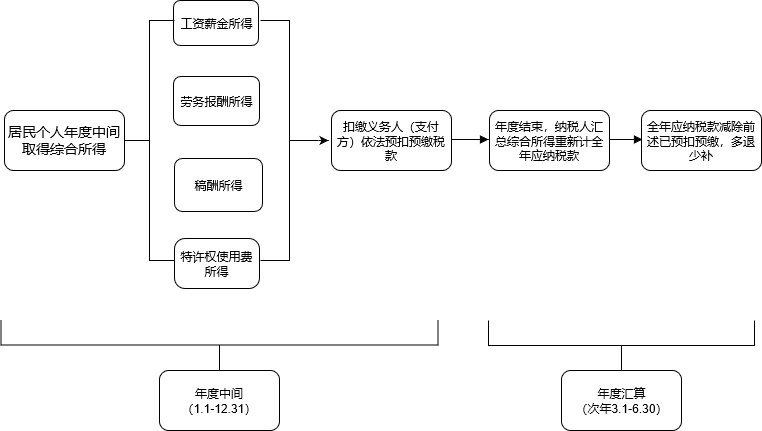 工资薪金所得
劳务报酬所得
居民个人年度中间
取得综合所得
稿酬所得
特许权使用费
所得
扣缴义务人（支付
方）依法预扣预缴税
款
年度结束，纳税人汇
总综合所得重新计全
年应纳税款
全年应纳税款减除前
述已预扣预缴，多退
少补
年度中间
（1.1-12.31）
年度汇算
（次年3.1-6.30）